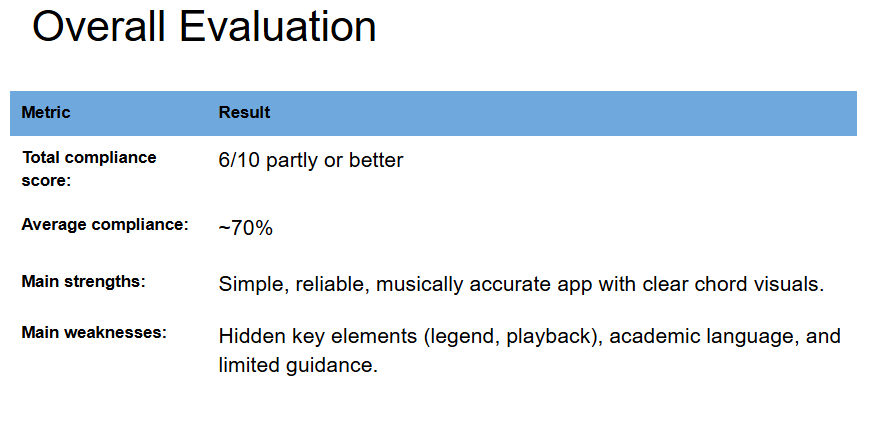 Overall Evaluation
Metric Result
Total compliance score: 6/10 partly or better
Average compliance: ~70%
Main strengths: Simple, reliable, musically accurate app with clear chord visuals.
Main weaknesses: Hidden key elements (legend, playback), academic language, and
limited guidance.